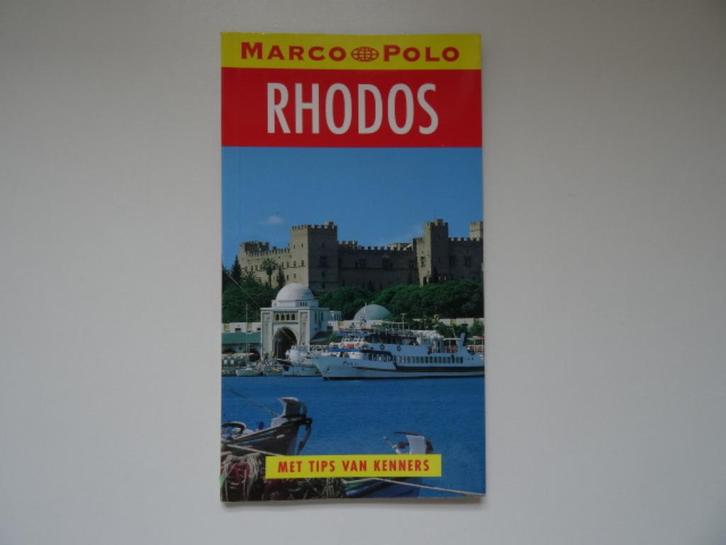 MARCO POLO
RHODOS
MET TIPS VAN KENNERS